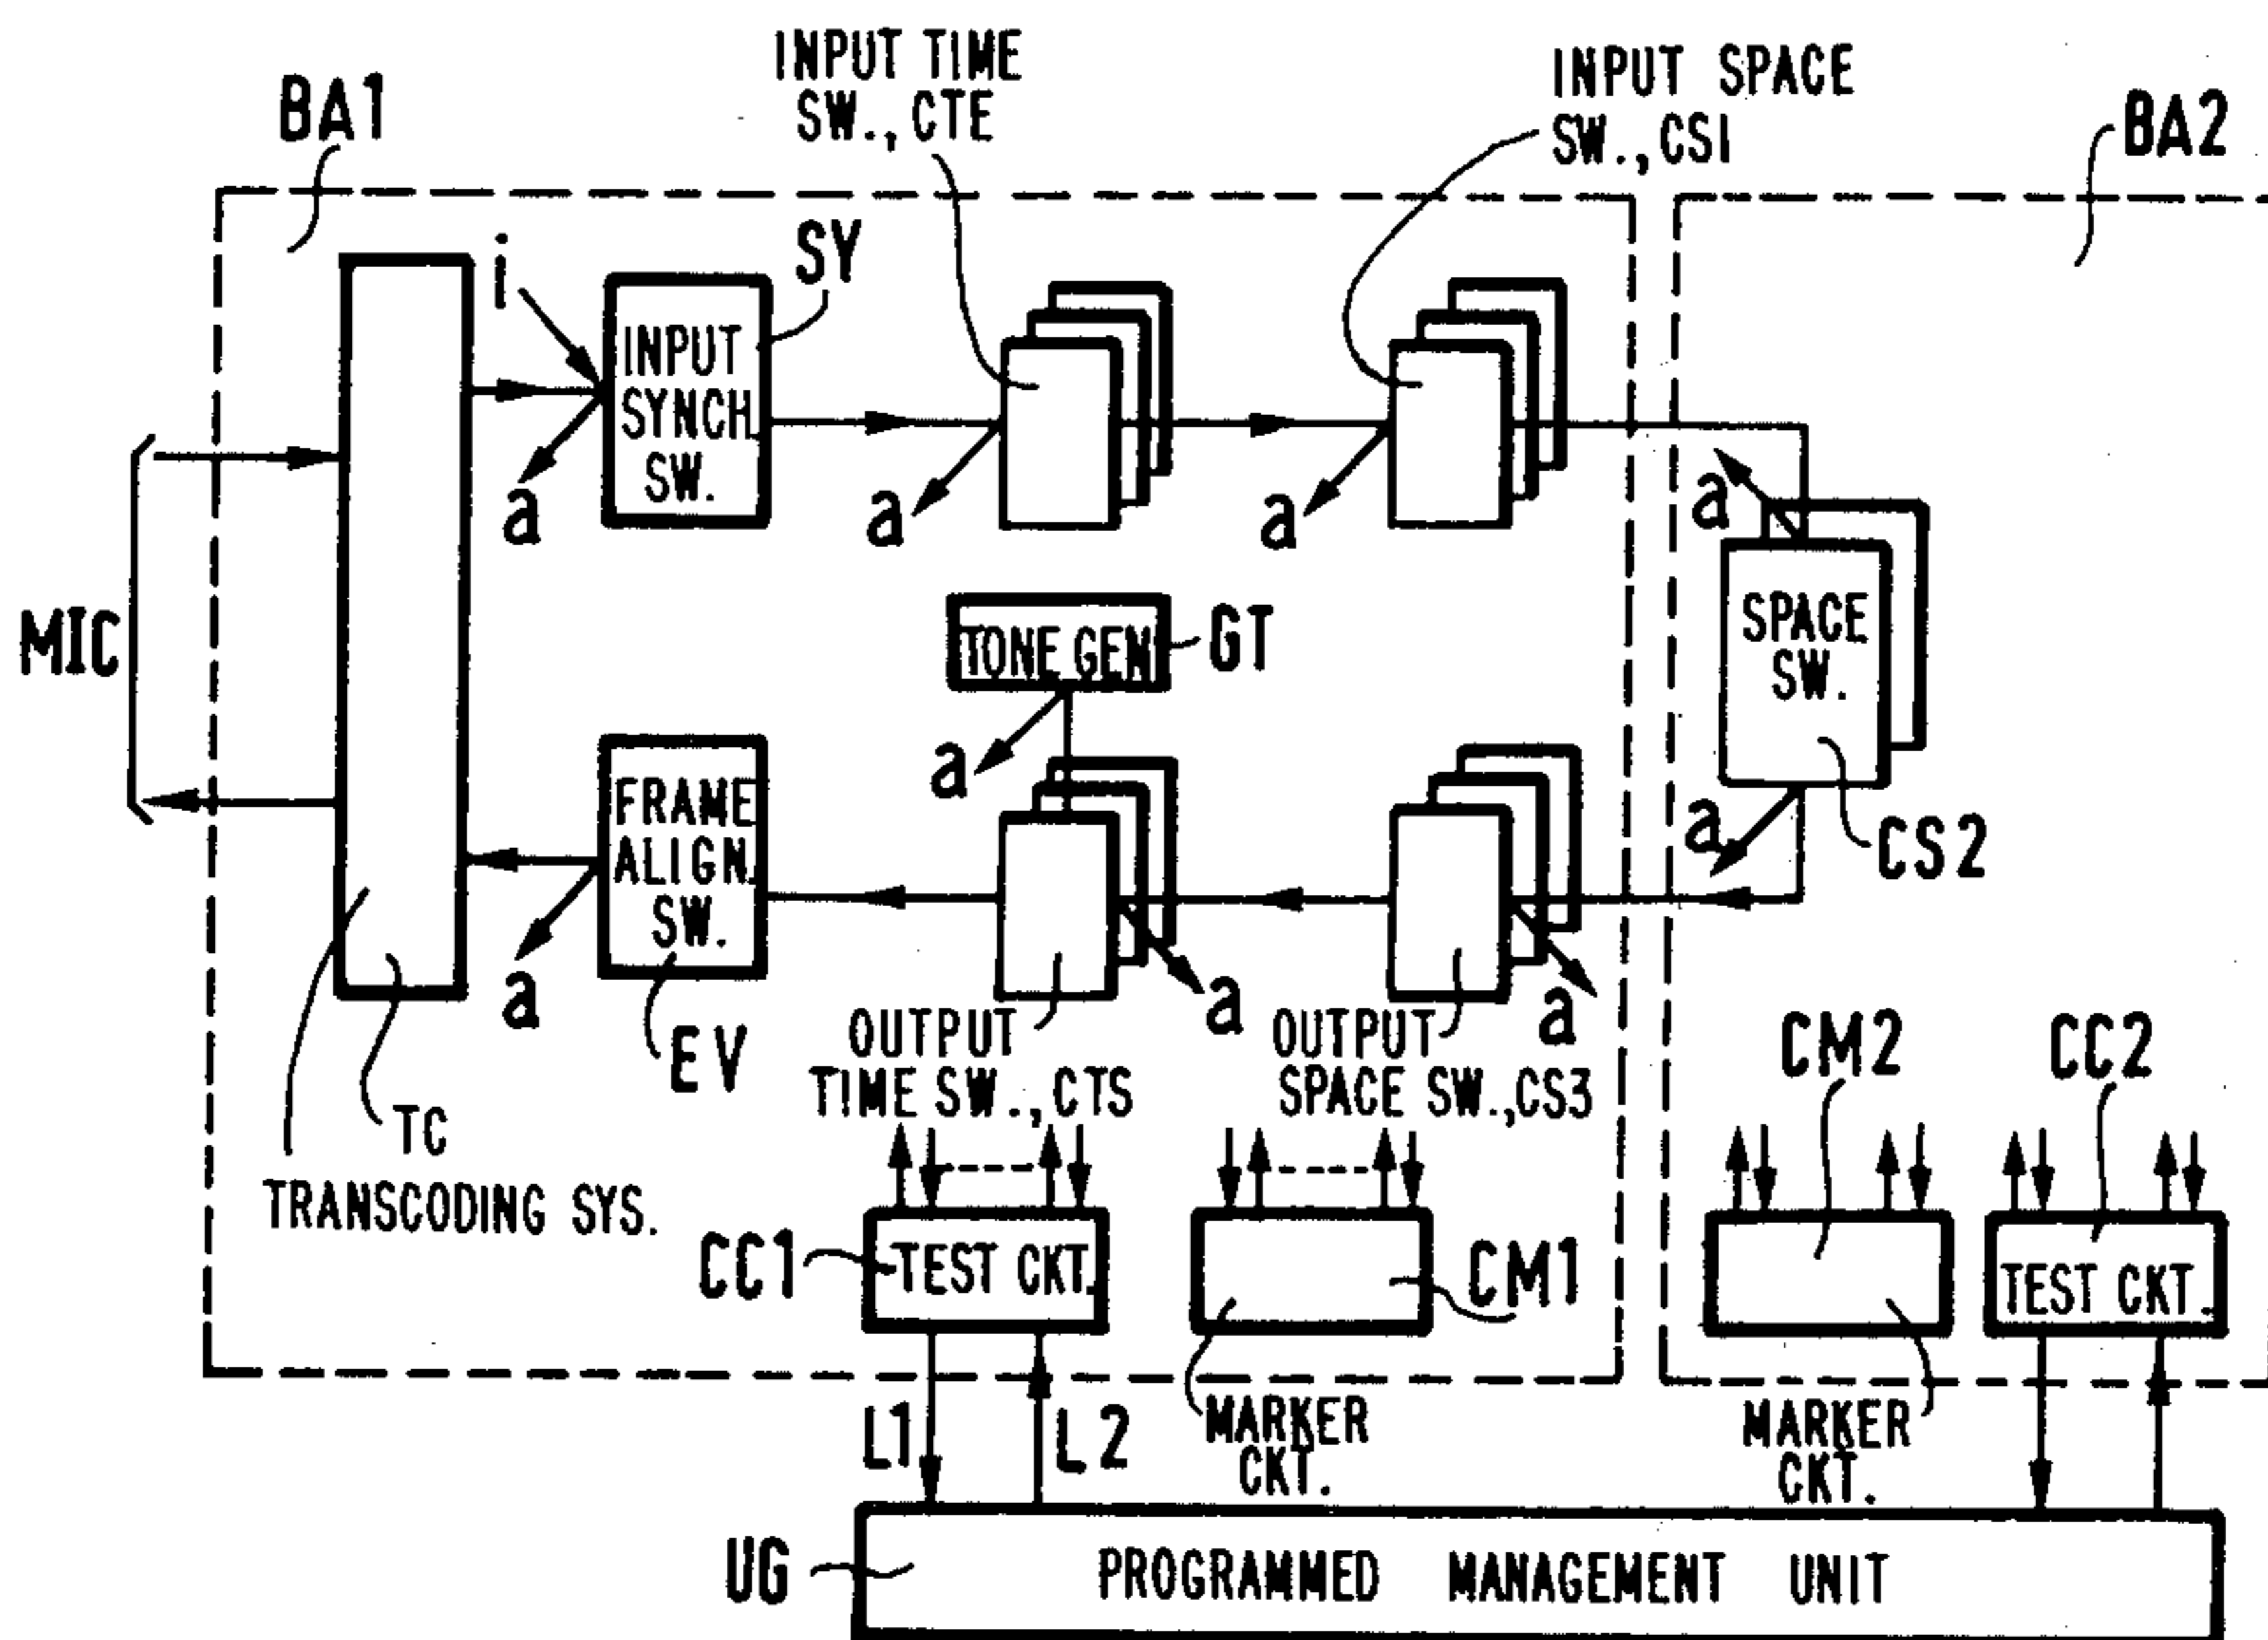 INPUT TIME
SW., CTE
INPUT SPACE
SW., CS1
BA1
BA2
i
SY
INPUT
SYNCH.
SW.
a
a
a
a
SPACE
SW.
CS2
a
MIC
TONE GEN
GT
a
FRAME
ALIGN.
SW.
a
EV
a
a
OUTPUT
TIME SW., CTS
OUTPUT
SPACE SW., CS3
TC
TRANSCODING SYS.
CM2
CC2
CC1
TEST CKT.
CM1
TEST CKT.
L1
L2
MARKER
CKT.
MARKER
CKT.
UG
PROGRAMMED MANAGEMENT UNIT